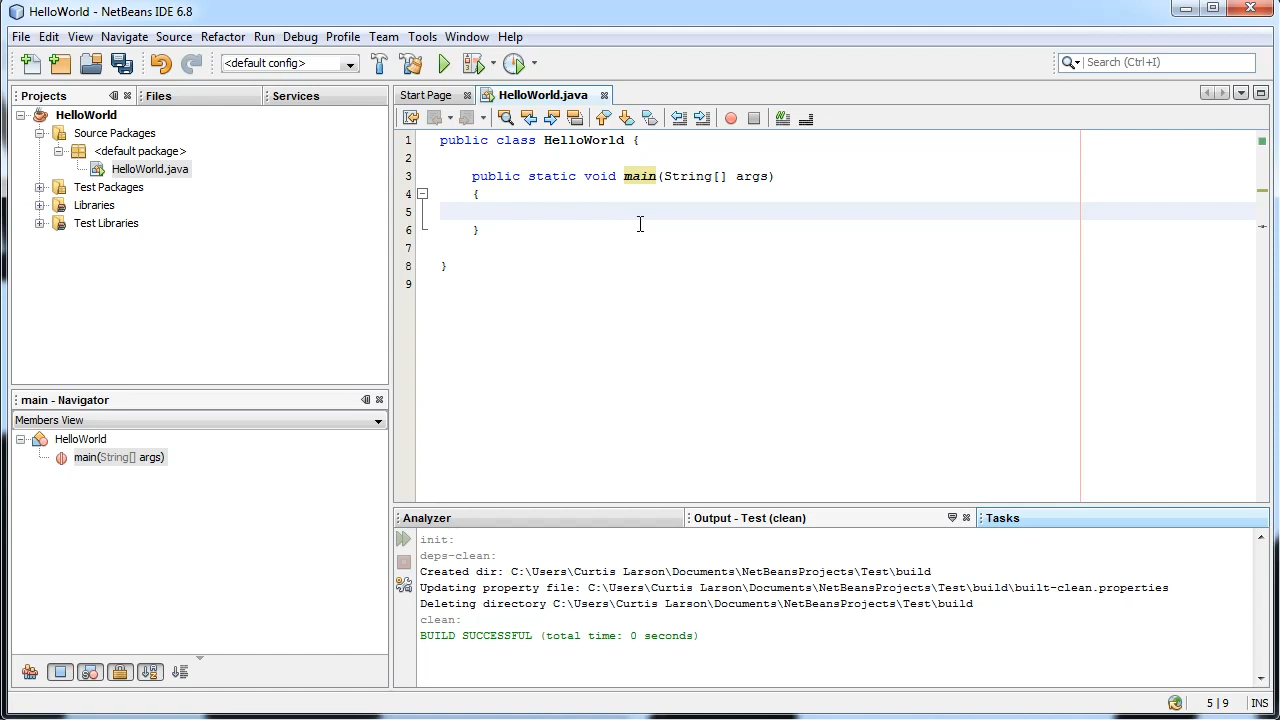 HelloWorld - NetBeans IDE 6.8
File Edit View Navigate Source Refactor Run Debug Profile Team Tools Window Help
<default config>
Search (Ctrl+I)
Projects Files Services
Start Page HelloWorld.java
HelloWorld
Source Packages
<default package>
HelloWorld.java
Test Packages
Libraries
Test Libraries
1 public class HelloWorld {
2
3 public static void main(String[] args)
4 {
5
6 }
7
8 }
9
main - Navigator
Members View
HelloWorld
main(String[] args)
Analyzer Output - Test (clean) Tasks
init:
deps-clean:
Created dir: C:\Users\Curtis Larson\Documents\NetBeansProjects\Test\build
Updating property file: C:\Users\Curtis Larson\Documents\NetBeansProjects\Test\build\built-clean.properties
Deleting directory C:\Users\Curtis Larson\Documents\NetBeansProjects\Test\build
clean:
BUILD SUCCESSFUL (total time: 0 seconds)
5 | 9 INS